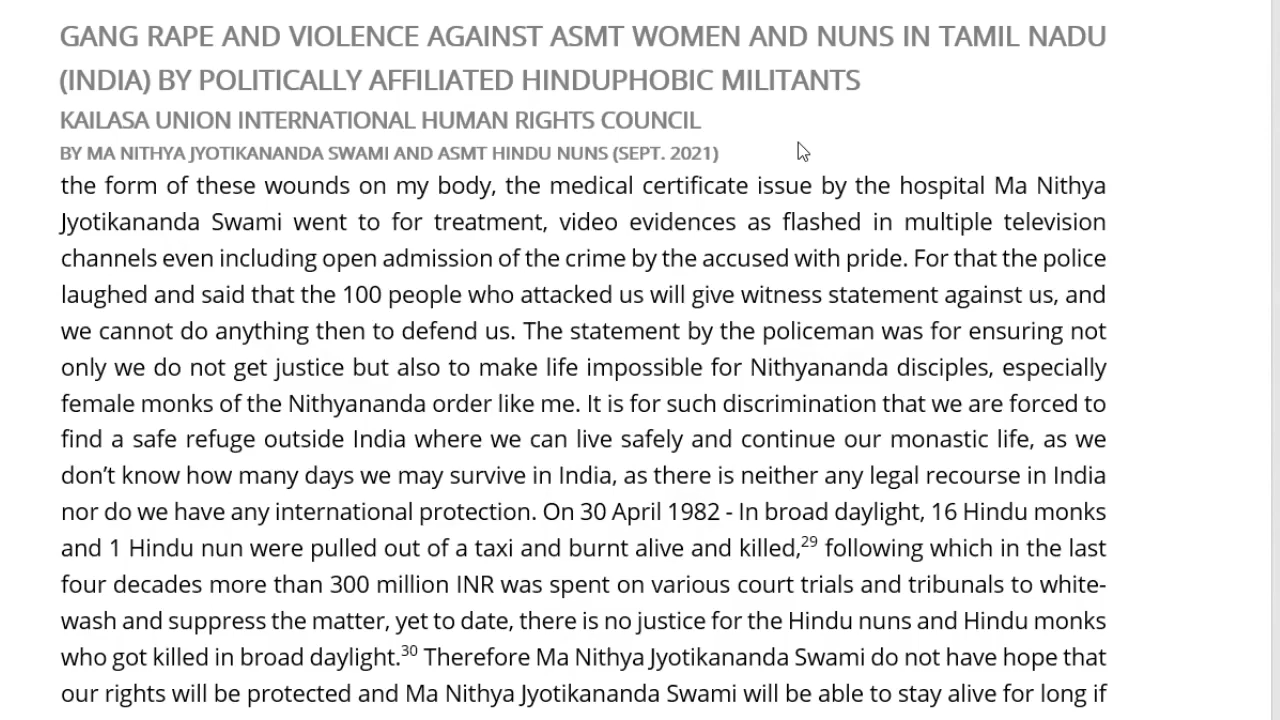 GANG RAPE AND VIOLENCE AGAINST ASMT WOMEN AND NUNS IN TAMIL NADU
(INDIA) BY POLITICALLY AFFILIATED HINDUPHOBIC MILITANTS
KAILASA UNION INTERNATIONAL HUMAN RIGHTS COUNCIL
BY MA NITHYA JYOTIKANANDA SWAMI AND ASMT HINDU NUNS (SEPT. 2021)
the form of these wounds on my body, the medical certificate issue by the hospital Ma Nithya
Jyotikananda Swami went to for treatment, video evidences as flashed in multiple television
channels even including open admission of the crime by the accused with pride. For that the police
laughed and said that the 100 people who attacked us will give witness statement against us, and
we cannot do anything then to defend us. The statement by the policeman was for ensuring not
only we do not get justice but also to make life impossible for Nithyananda disciples, especially
female monks of the Nithyananda order like me. It is for such discrimination that we are forced to
find a safe refuge outside India where we can live safely and continue our monastic life, as we
don’t know how many days we may survive in India, as there is neither any legal recourse in India
nor do we have any international protection. On 30 April 1982 - In broad daylight, 16 Hindu monks
and 1 Hindu nun were pulled out of a taxi and burnt alive and killed,29 following which in the last
four decades more than 300 million INR was spent on various court trials and tribunals to white-
wash and suppress the matter, yet to date, there is no justice for the Hindu nuns and Hindu monks
who got killed in broad daylight.30 Therefore Ma Nithya Jyotikananda Swami do not have hope that
our rights will be protected and Ma Nithya Jyotikananda Swami will be able to stay alive for long if